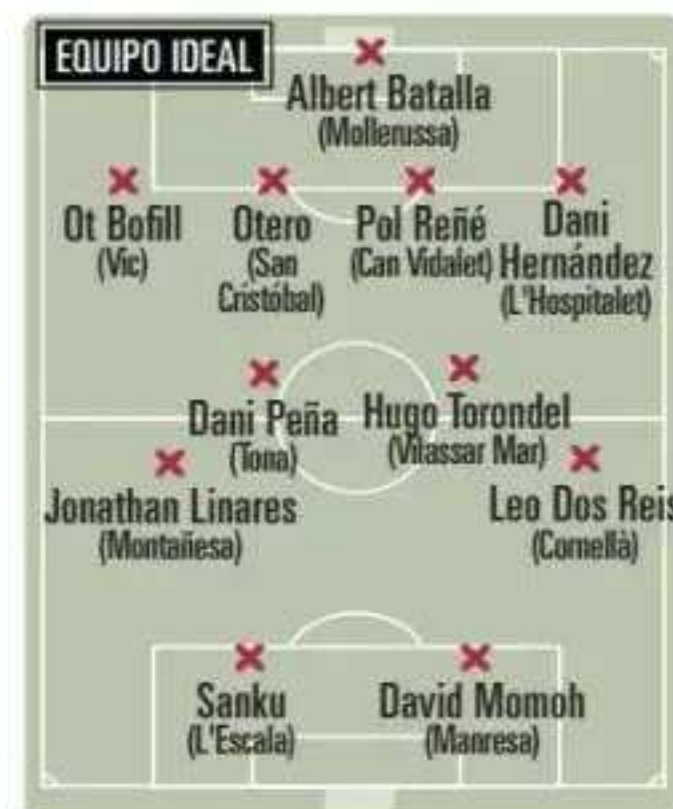 EQUIPO IDEAL
Albert Batalla
(Mollerussa)
Ot Bofill
(Vic)
Otero
(San
Cristóbal)
Pol Reñé
(Can Vidalet)
Dani
Hernández
(L'Hospitalet)
Dani Peña
(Tona)
Hugo Torondel
(Vilassar Mar)
Jonathan Linares
(Montañesa)
Leo Dos Reis
(Cornellà)
Sanku
(L'Escala)
David Momoh
(Manresa)